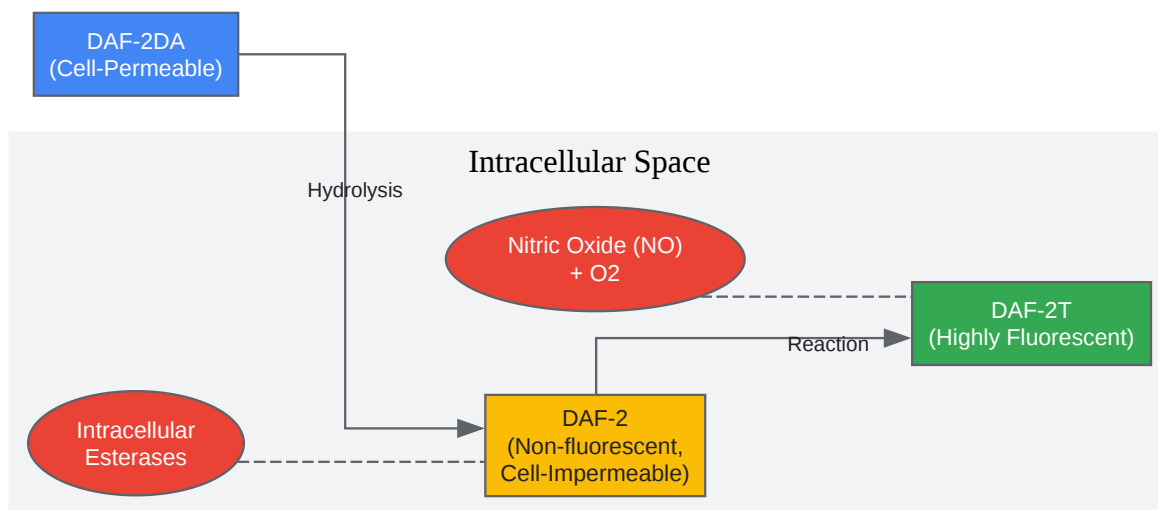 DAF-2DA
(Cell-Permeable)
Intracellular Space
Hydrolysis
Nitric Oxide (NO)
+ O2
DAF-2T
(Highly Fluorescent)
Reaction
Intracellular
Esterases
DAF-2
(Non-fluorescent,
Cell-Impermeable)